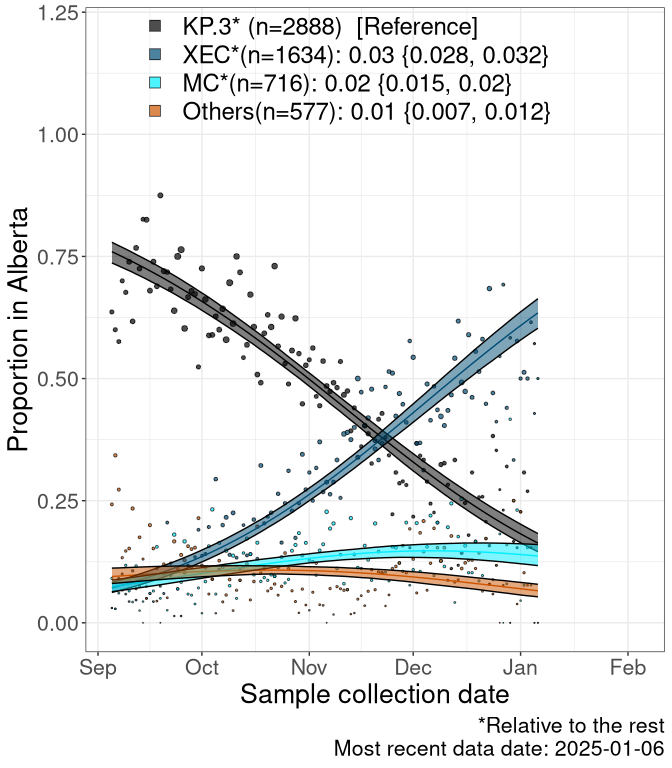 1.25
KP.3* (n=2888)  [Reference]
XEC*(n=1634): 0.03 {0.028, 0.032}
MC*(n=716): 0.02 {0.015, 0.02}
Others(n=577): 0.01 {0.007, 0.012}
1.00
0.75
0.50
0.25
0.00
Proportion in Alberta
Sep Oct Nov Dec Jan Feb
Sample collection date
*Relative to the rest
Most recent data date: 2025-01-06